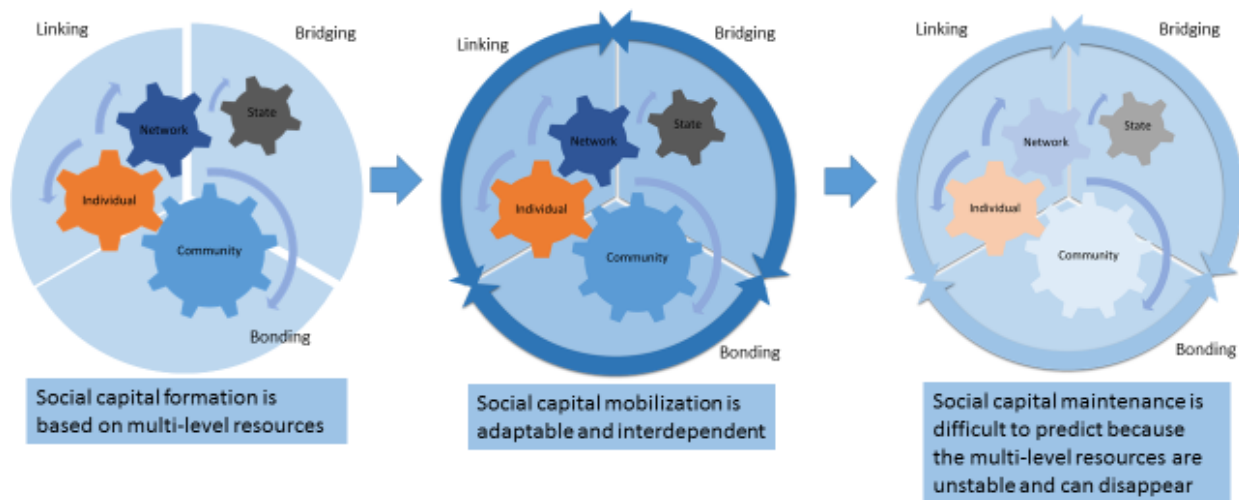 Linking
Bridging
Network
State
Individual
Community
Bonding
Social capital formation is
based on multi-level resources
Linking
Bridging
Network
State
Individual
Community
Bonding
Social capital mobilization is
adaptable and interdependent
Linking
Bridging
Network
State
Individual
Community
Bonding
Social capital maintenance is
difficult to predict because
the multi-level resources are
unstable and can disappear